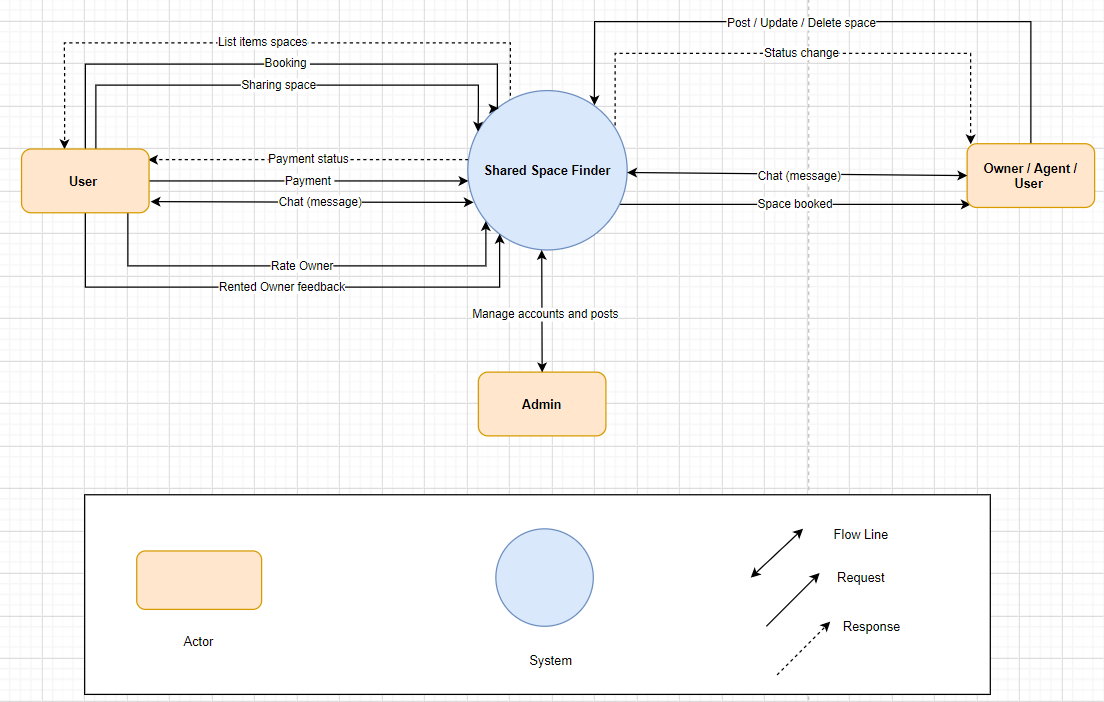 Post / Update / Delete space
List items spaces
Status change
Booking
Sharing space
Payment status
Shared Space Finder
User
Payment
Chat (message)
Chat (message)
Owner / Agent /
User
Space booked
Rate Owner
Rented Owner feedback
Manage accounts and posts
Admin
Flow Line
Request
Response
Actor
System